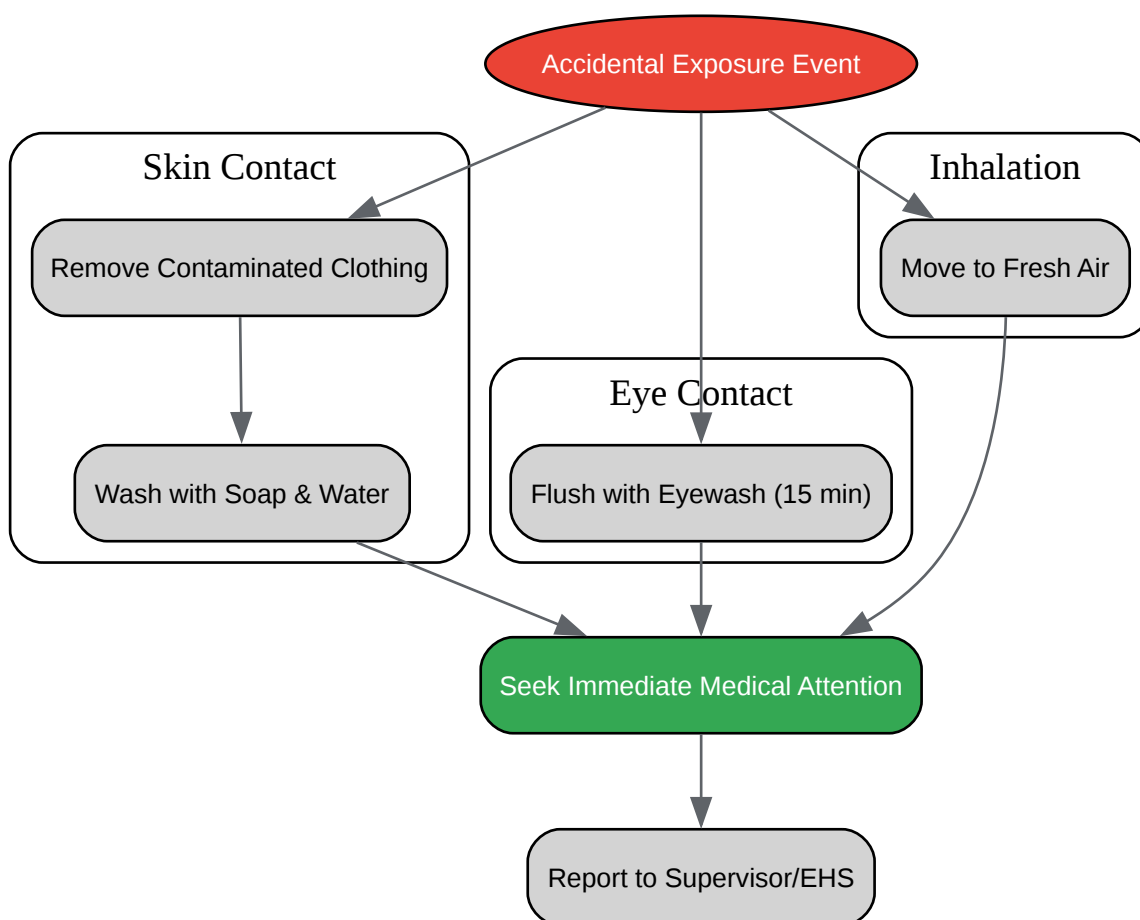 Accidental Exposure Event
Skin Contact
Inhalation
Remove Contaminated Clothing
Move to Fresh Air
Eye Contact
Wash with Soap & Water
Flush with Eyewash (15 min)
Seek Immediate Medical Attention
Report to Supervisor/EHS